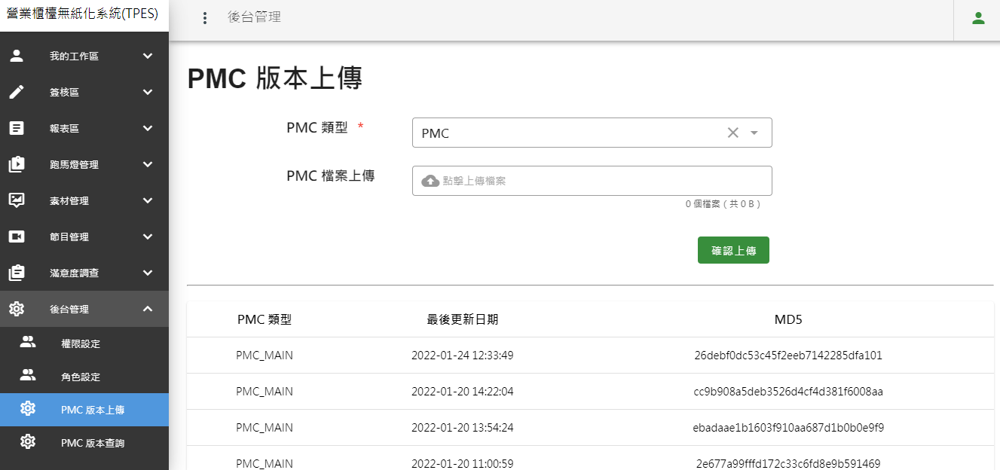 營業櫃檯無紙化系統(TPES)
後台管理
我的工作區
簽核區
報表區
跑馬燈管理
素材管理
節目管理
滿意度調查
後台管理
權限設定
角色設定
PMC 版本上傳
PMC 版本查詢
PMC 版本上傳
PMC 類型 *
PMC
PMC 檔案上傳
點擊上傳檔案
0 個檔案 ( 共 0 B )
確認上傳
PMC 類型 最後更新日期 MD5
PMC_MAIN 2022-01-24 12:33:49 26debf0dc53c45f2eeb7142285dfa101
PMC_MAIN 2022-01-20 14:22:04 cc9b908a5deb3526d4cf4d381f6008aa
PMC_MAIN 2022-01-20 13:54:24 ebadaae1b1603f910aa687d1b0b0e9f9
PMC_MAIN 2022-01-20 11:00:59 2e677a99fffd172c33c6fd8e9b591469